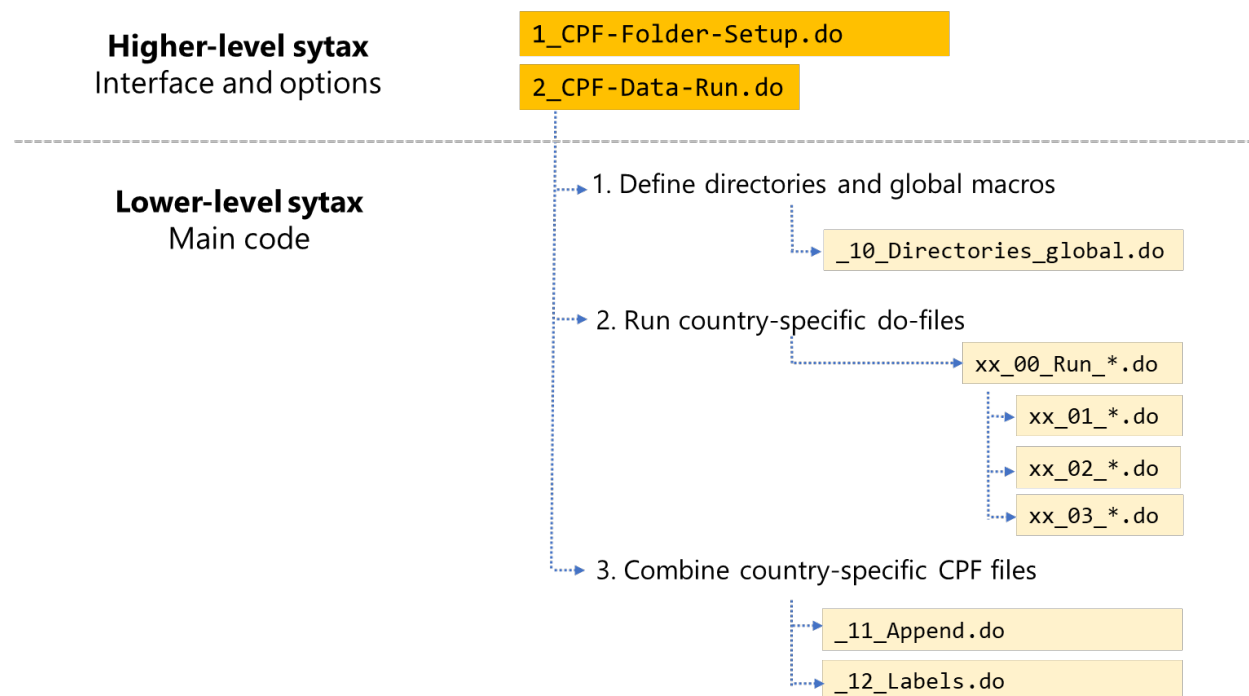 Higher-level sytax
Interface and options
1_CPF-Folder-Setup.do
2_CPF-Data-Run.do
Lower-level sytax
Main code
1. Define directories and global macros
_10_Directories_global.do
2. Run country-specific do-files
xx_00_Run_*.do
xx_01_*.do
xx_02_*.do
xx_03_*.do
3. Combine country-specific CPF files
_11_Append.do
_12_Labels.do